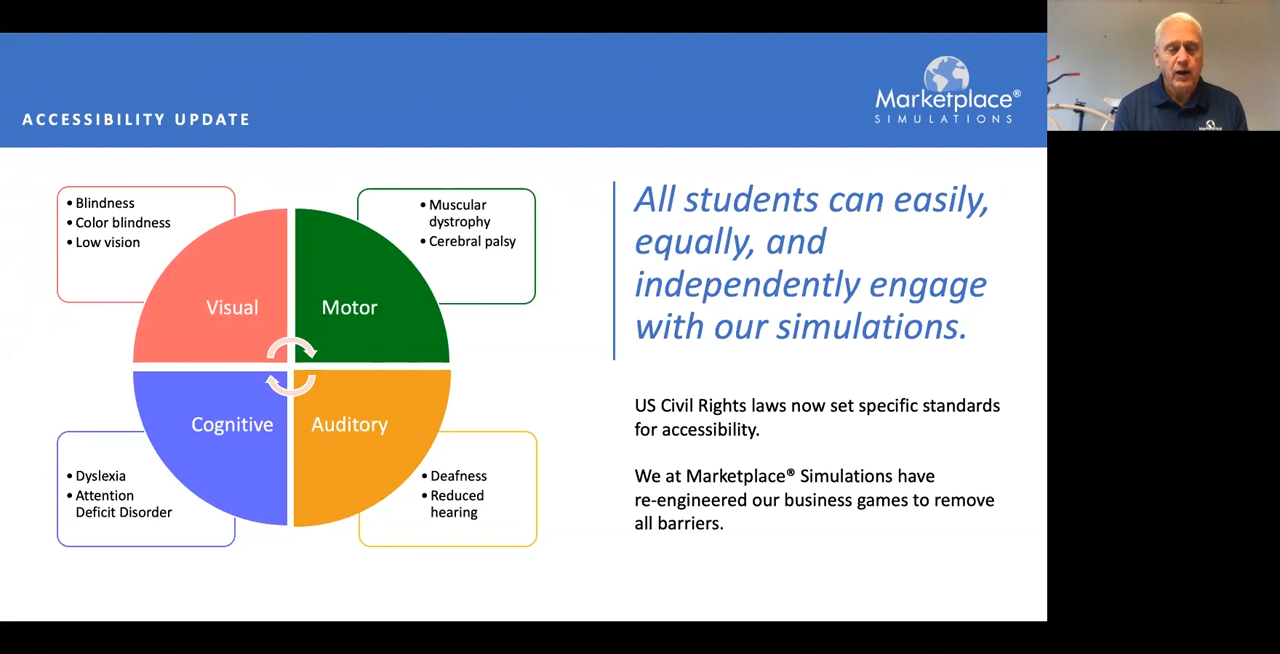 ACCESSIBILITY UPDATE
Marketplace®
SIMULATIONS
• Blindness
• Color blindness
• Low vision
• Muscular
dystrophy
• Cerebral palsy
Visual
Motor
Cognitive
Auditory
• Dyslexia
• Attention
Deficit Disorder
• Deafness
• Reduced
hearing
All students can easily,
equally, and
independently engage
with our simulations.
US Civil Rights laws now set specific standards
for accessibility.
We at Marketplace® Simulations have
re-engineered our business games to remove
all barriers.